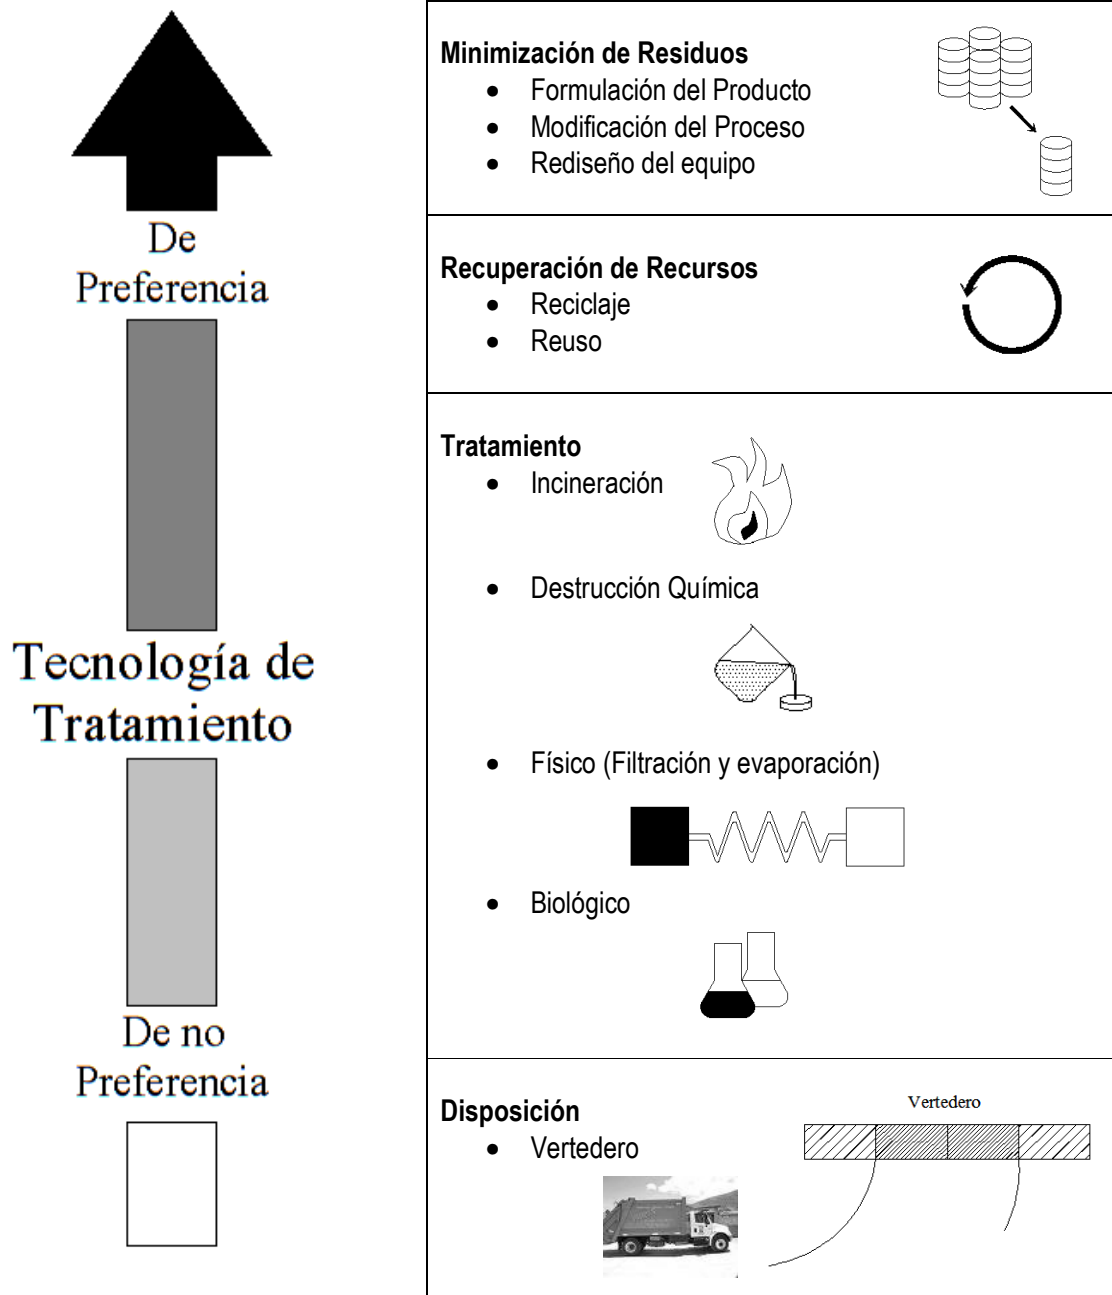 De
Preferencia
Tecnología de
Tratamiento
De no
Preferencia
Minimización de Residuos
• Formulación del Producto
• Modificación del Proceso
• Rediseño del equipo
Recuperación de Recursos
• Reciclaje
• Reuso
Tratamiento
• Incineración
• Destrucción Química
• Físico (Filtración y evaporación)
• Biológico
Disposición
• Vertedero
Vertedero